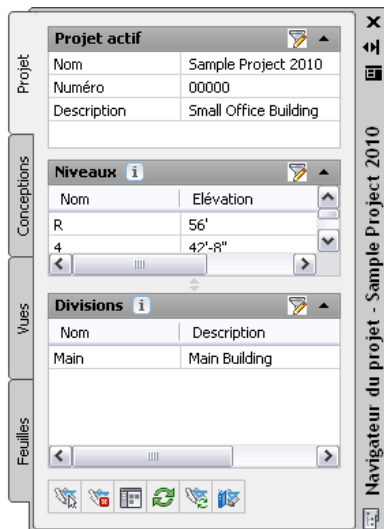 Projet
Conceptions
Vues
Feuilles
Projet actif
Nom Sample Project 2010
Numéro 00000
Description Small Office Building
Niveaux
Nom Elévation
R 56'
4 42'-8"
Divisions
Nom Description
Main Main Building
Navigateur du projet - Sample Project 2010